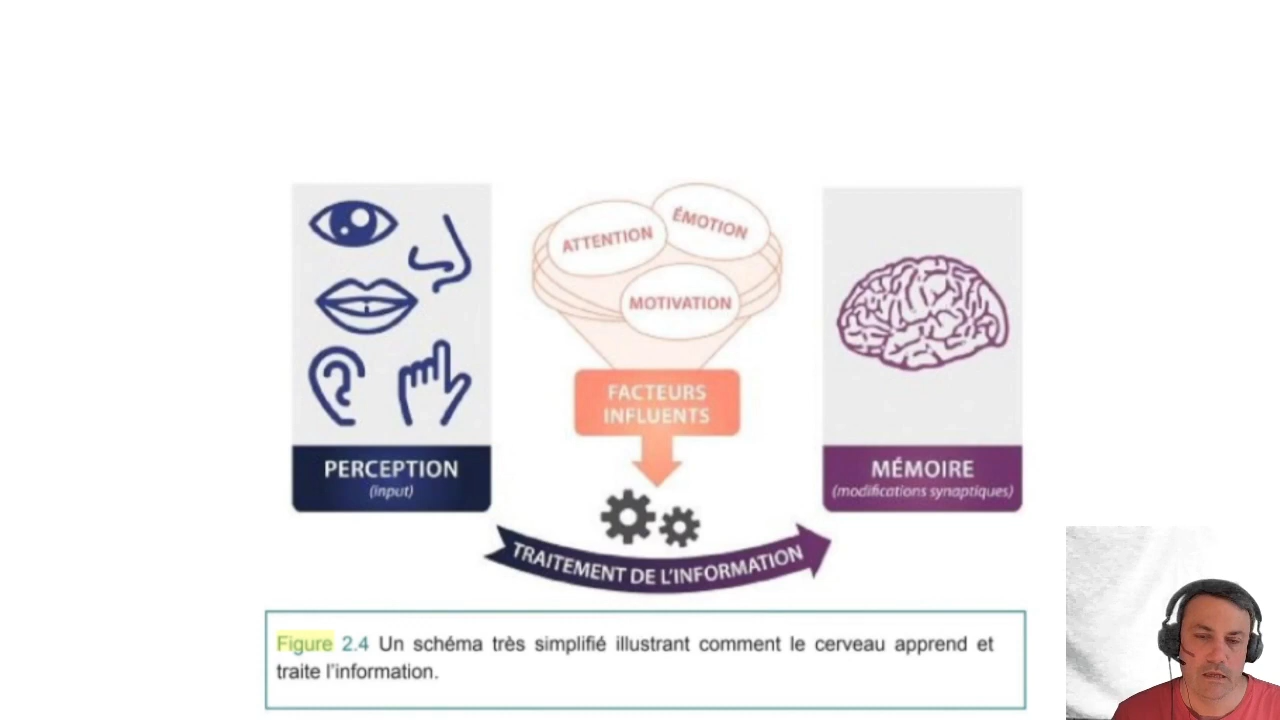 ATTENTION
ÉMOTION
MOTIVATION
FACTEURS
INFLUENTS
PERCEPTION
(input)
MÉMOIRE
(modifications synaptiques)
TRAITEMENT DE L'INFORMATION
Figure 2.4 Un schéma très simplifié illustrant comment le cerveau apprend et
traite l'information.